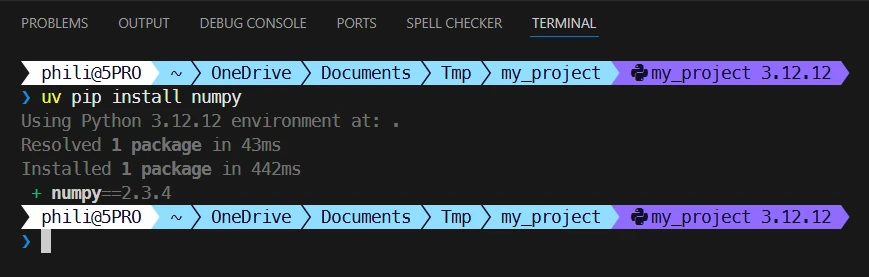 PROBLEMS OUTPUT DEBUG CONSOLE PORTS SPELL CHECKER TERMINAL
phili@5PRO ~ OneDrive Documents Tmp my_project my_project 3.12.12
❯ uv pip install numpy
Using Python 3.12.12 environment at: .
Resolved 1 package in 43ms
Installed 1 package in 442ms
+ numpy==2.3.4
phili@5PRO ~ OneDrive Documents Tmp my_project my_project 3.12.12
❯